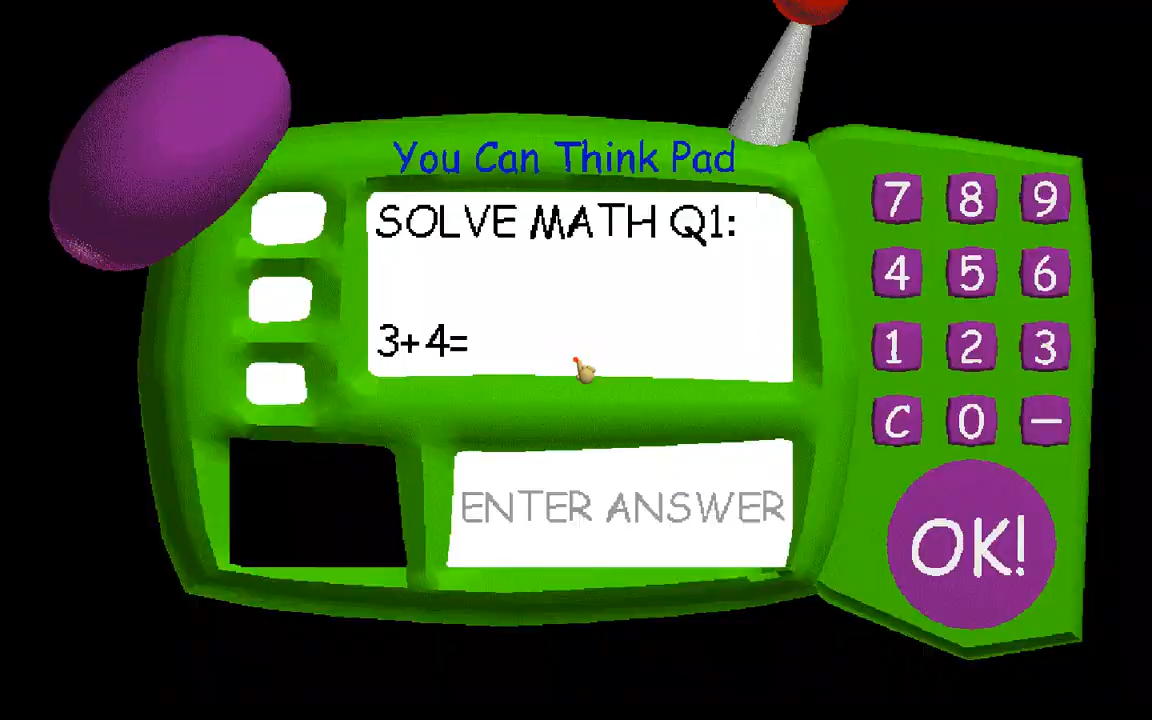 You Can Think Pad
SOLVE MATH Q1:
3+4=
ENTER ANSWER
7 8 9
4 5 6
1 2 3
C 0 –
OK!